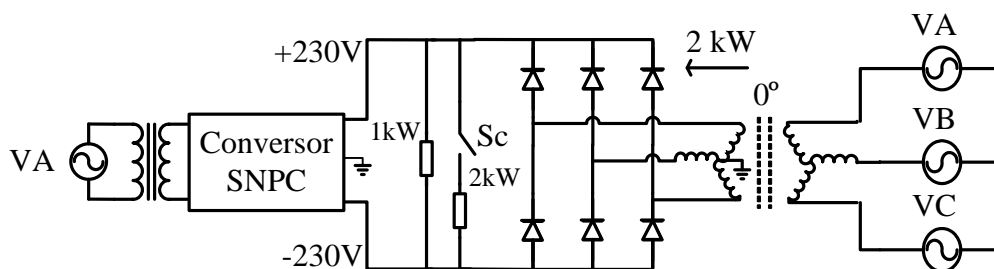 VA
Conversor
SNPC
+230V
-230V
1kW
Sc
2kW
2 kW
0º
VA
VB
VC